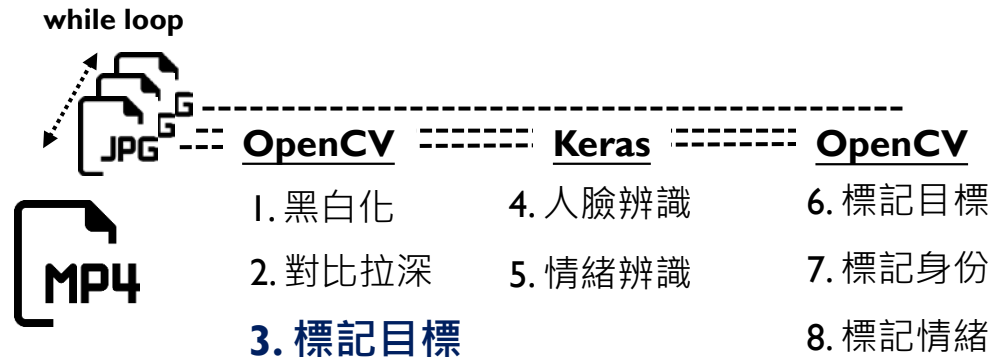 while loop
G
G
JPG
OpenCV Keras OpenCV
1. 黑白化 4. 人臉辨識 6. 標記目標
MP4
2. 對比拉深 5. 情緒辨識 7. 標記身份
3. 標記目標 8. 標記情緒